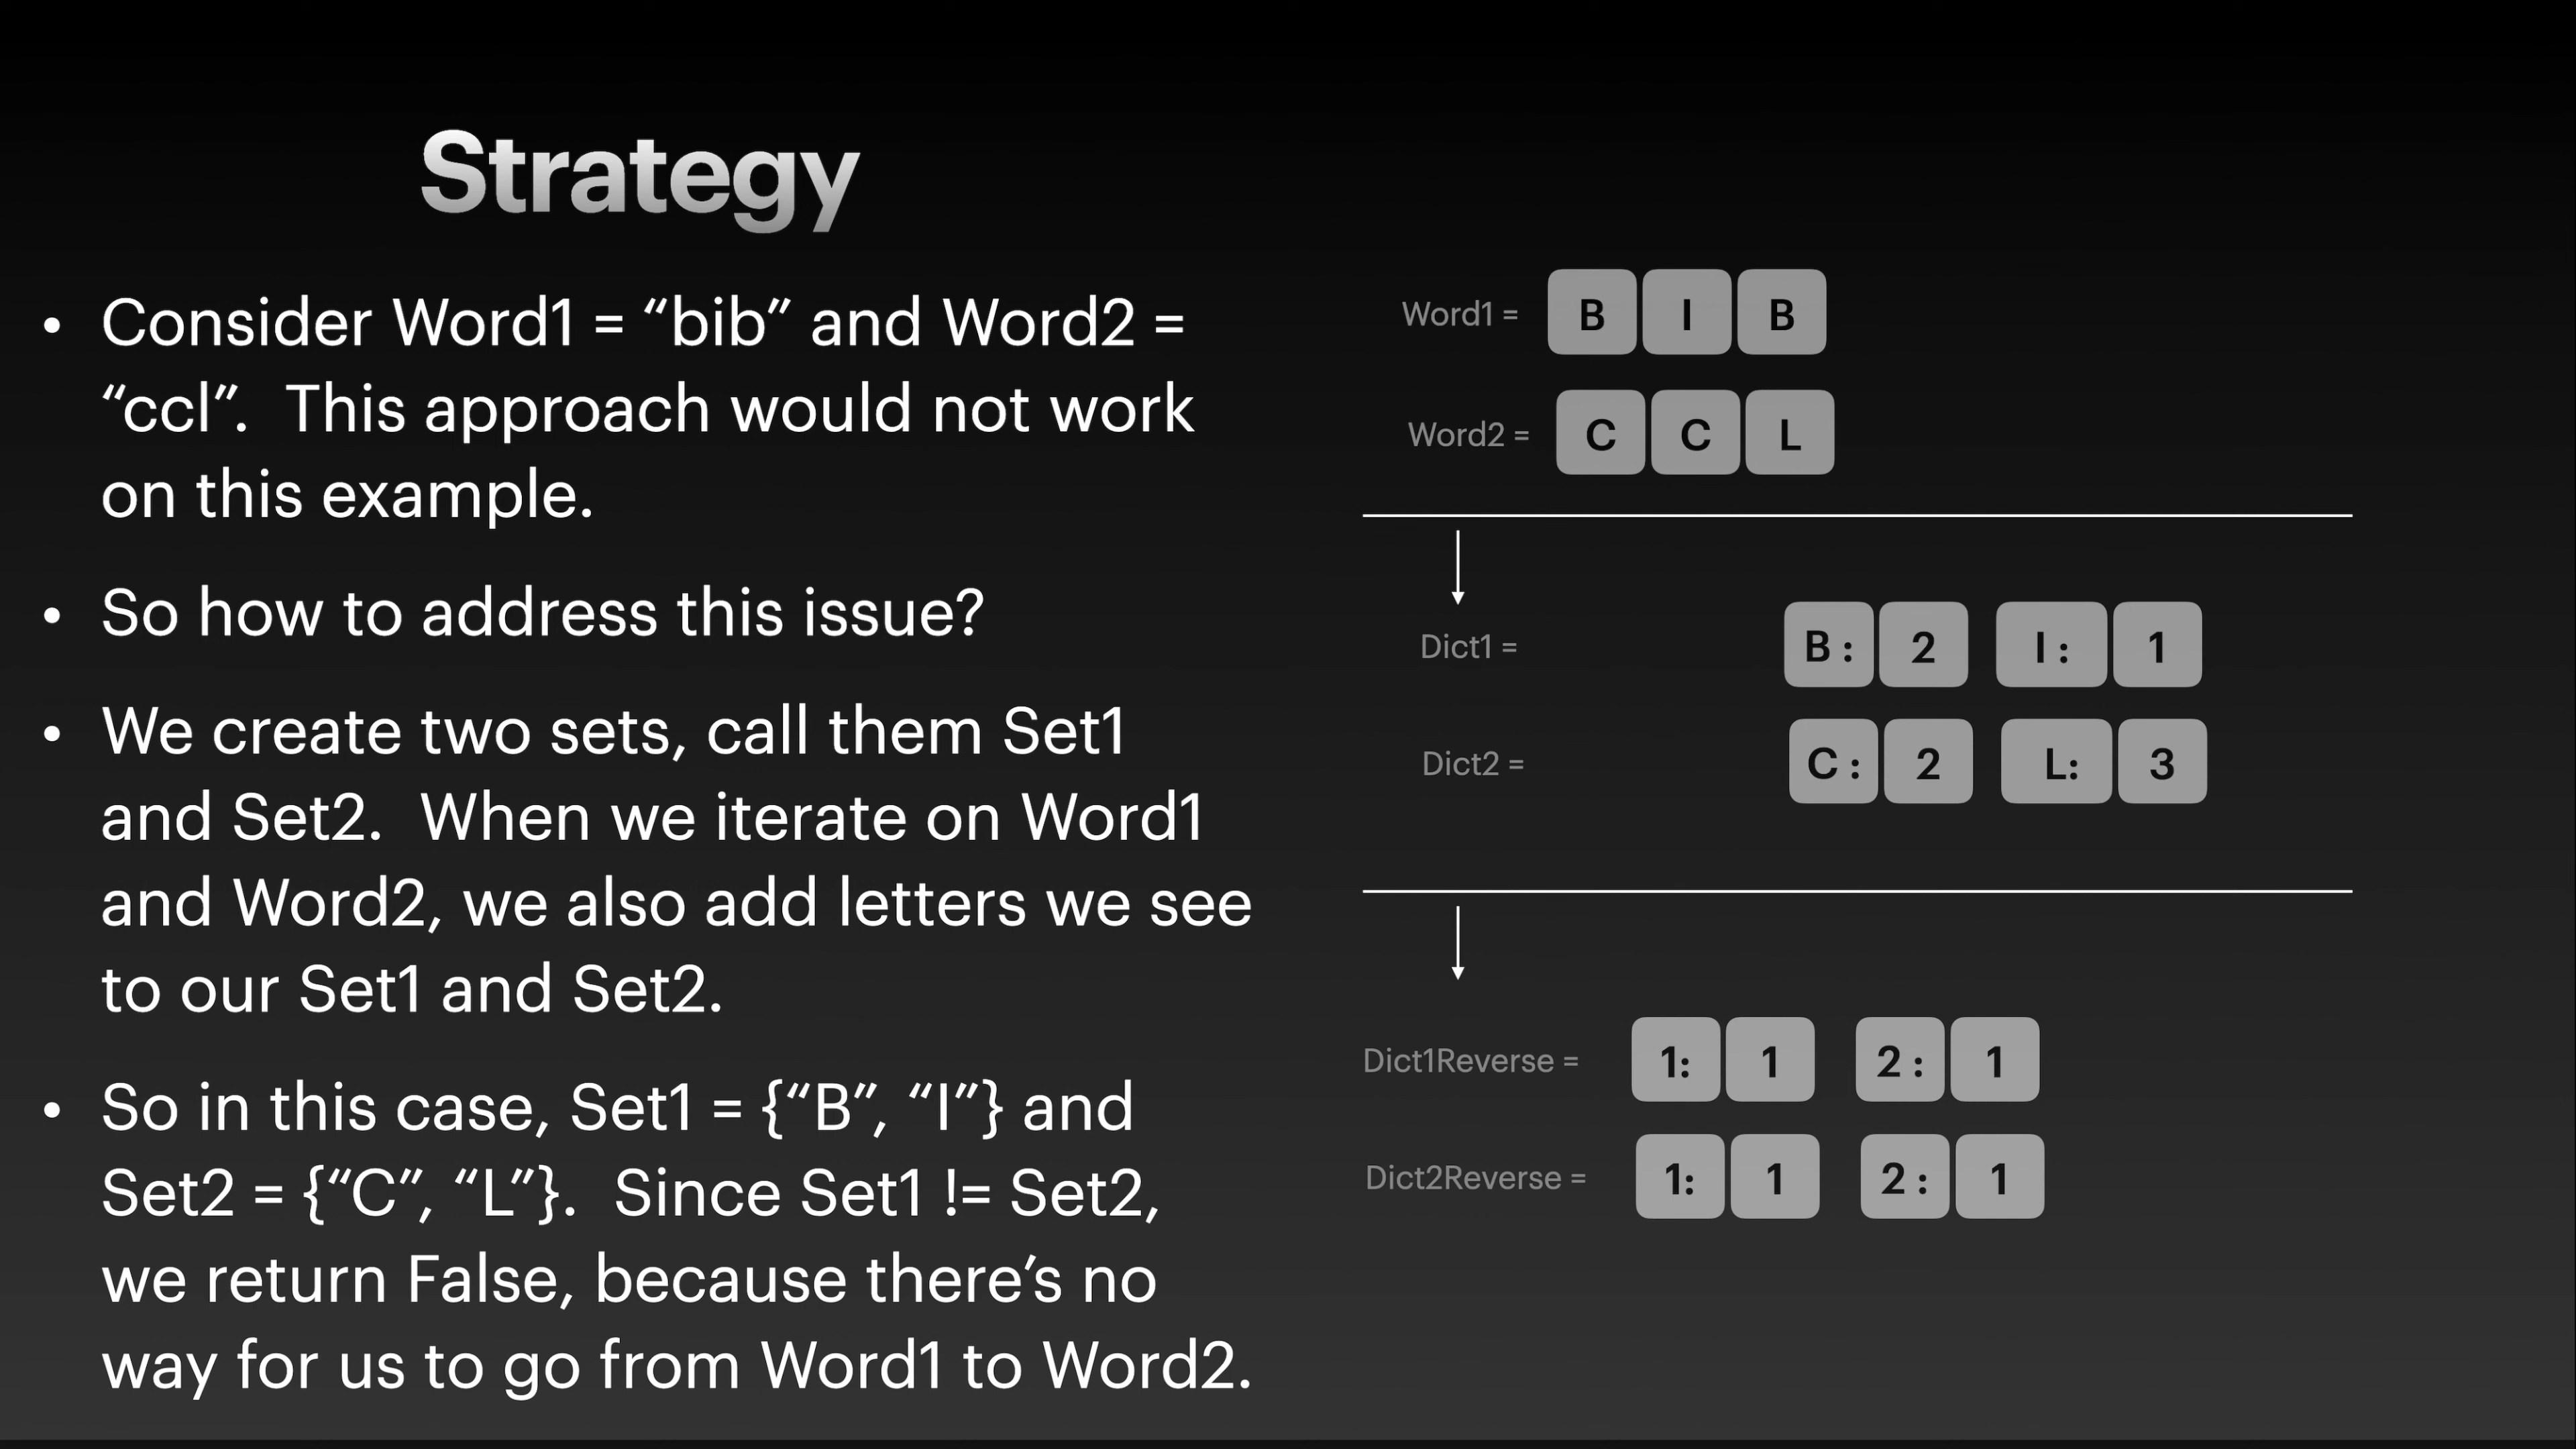 Strategy
• Consider Word1 = “bib” and Word2 =
“ccl”.  This approach would not work
on this example.
• So how to address this issue?
• We create two sets, call them Set1
and Set2.  When we iterate on Word1
and Word2, we also add letters we see
to our Set1 and Set2.
• So in this case, Set1 = {“B”, “I”} and
Set2 = {“C”, “L”}.  Since Set1 != Set2,
we return False, because there’s no
way for us to go from Word1 to Word2.
Word1 = B I B
Word2 = C C L
Dict1 = B : 2 I : 1
Dict2 = C : 2 L: 3
Dict1Reverse = 1: 1 2 : 1
Dict2Reverse = 1: 1 2 : 1